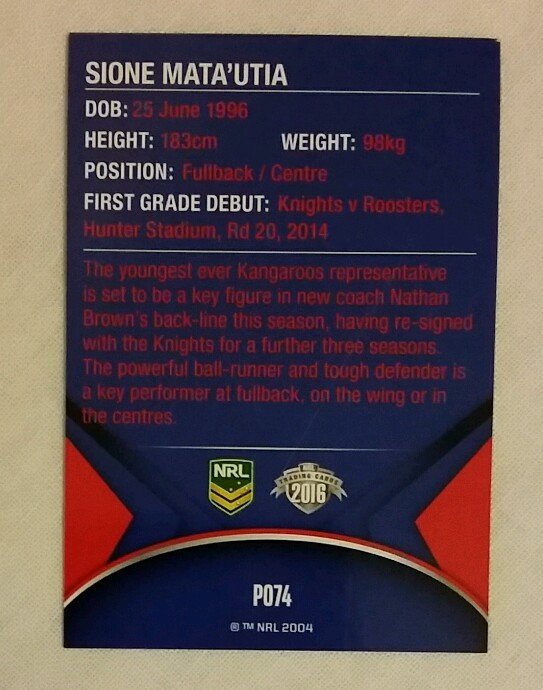 SIONE MATA'UTIA
DOB: 25 June 1996
HEIGHT: 183cm WEIGHT: 98kg
POSITION: Fullback / Centre
FIRST GRADE DEBUT: Knights v Roosters,
Hunter Stadium, Rd 20, 2014
The youngest ever Kangaroos representative
is set to be a key figure in new coach Nathan
Brown's back-line this season, having re-signed
with the Knights for a further three seasons.
The powerful ball-runner and tough defender is
a key performer at fullback, on the wing or in
the centres.
NRL
TRADING CARDS
2016
P074
® ™ NRL 2004